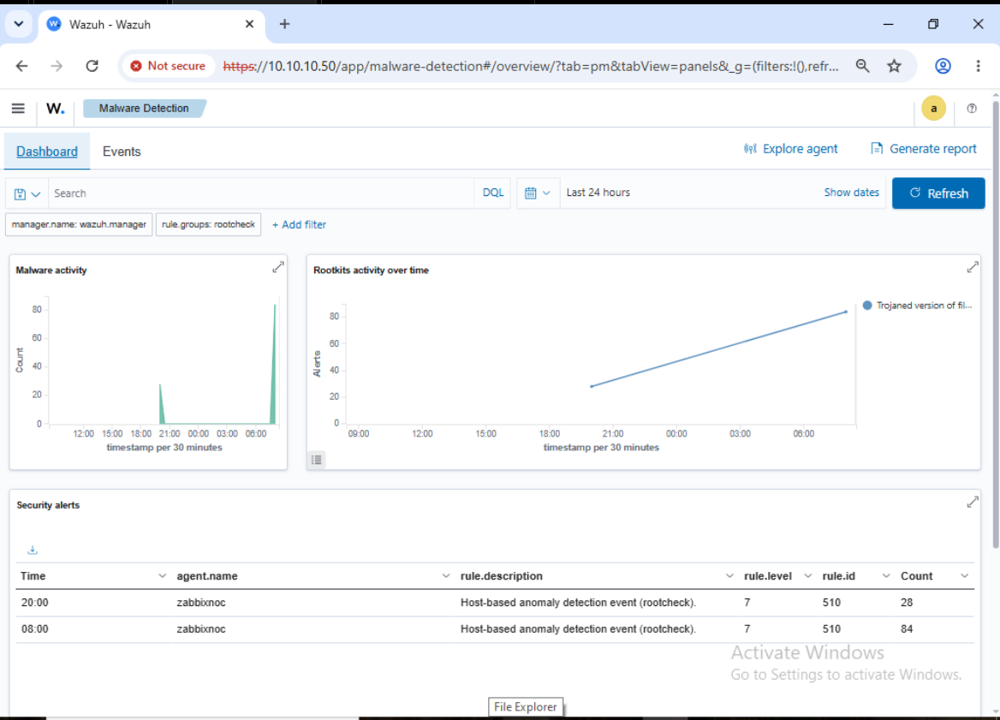 Wazuh - Wazuh
Not secure https://10.10.10.50/app/malware-detection#/overview/?tab=pm&tabView=panels&_g=(filters:!(),refr...
W. Malware Detection a
Dashboard Events Explore agent Generate report
Search DQL Last 24 hours Show dates Refresh
manager.name: wazuh.manager rule.groups: rootcheck + Add filter
Malware activity
80
60
40
20
0
Count
12:00 15:00 18:00 21:00 00:00 03:00 06:00
timestamp per 30 minutes
Rootkits activity over time
Trojaned version of fil...
80
60
40
20
0
Alerts
09:00 12:00 15:00 18:00 21:00 00:00 03:00 06:00
timestamp per 30 minutes
Security alerts
Time agent.name rule.description rule.level rule.id Count
20:00 zabbixnoc Host-based anomaly detection event (rootcheck). 7 510 28
08:00 zabbixnoc Host-based anomaly detection event (rootcheck). 7 510 84
Activate Windows
Go to Settings to activate Windows.
File Explorer